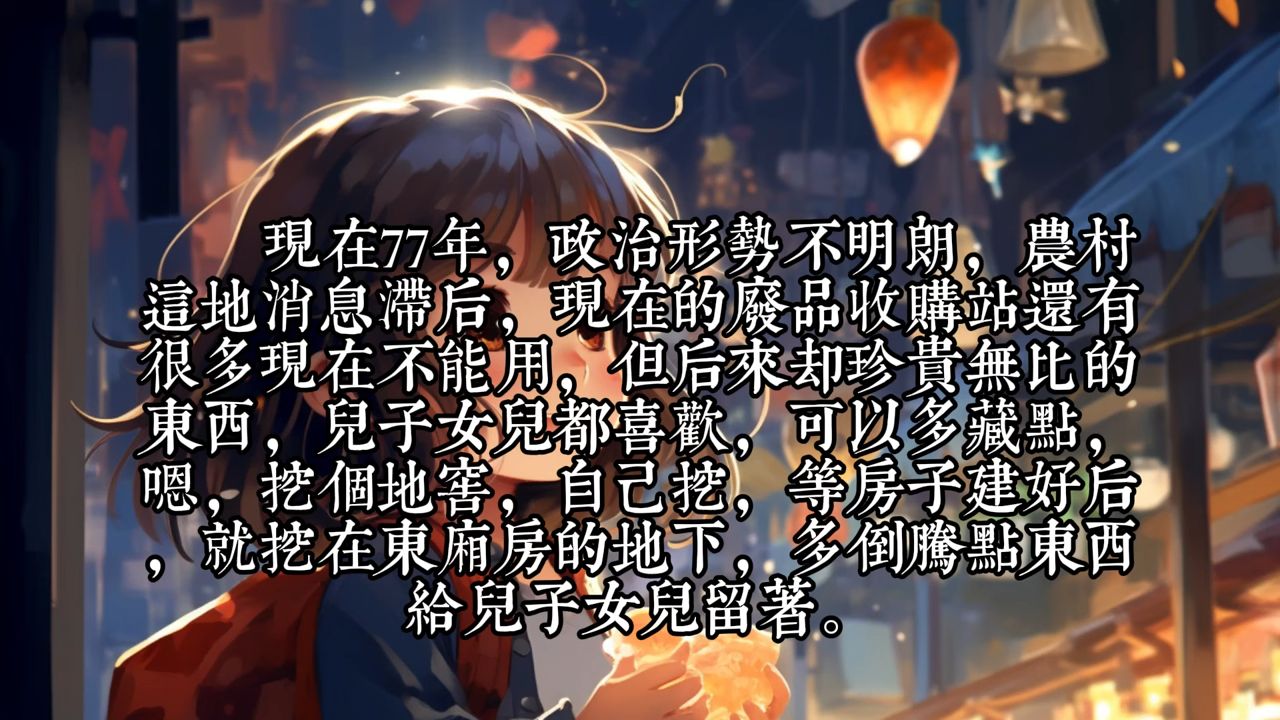 現在77年，政治形勢不明朗，農村
這地消息滯后，現在的廢品收購站還有
很多現在不能用，但后來却珍貴無比的
東西，兒子女兒都喜歡，可以多藏點，
嗯，挖個地窖，自己挖，等房子建好后
，就挖在東廂房的地下，多倒騰點東西
給兒子女兒留著。